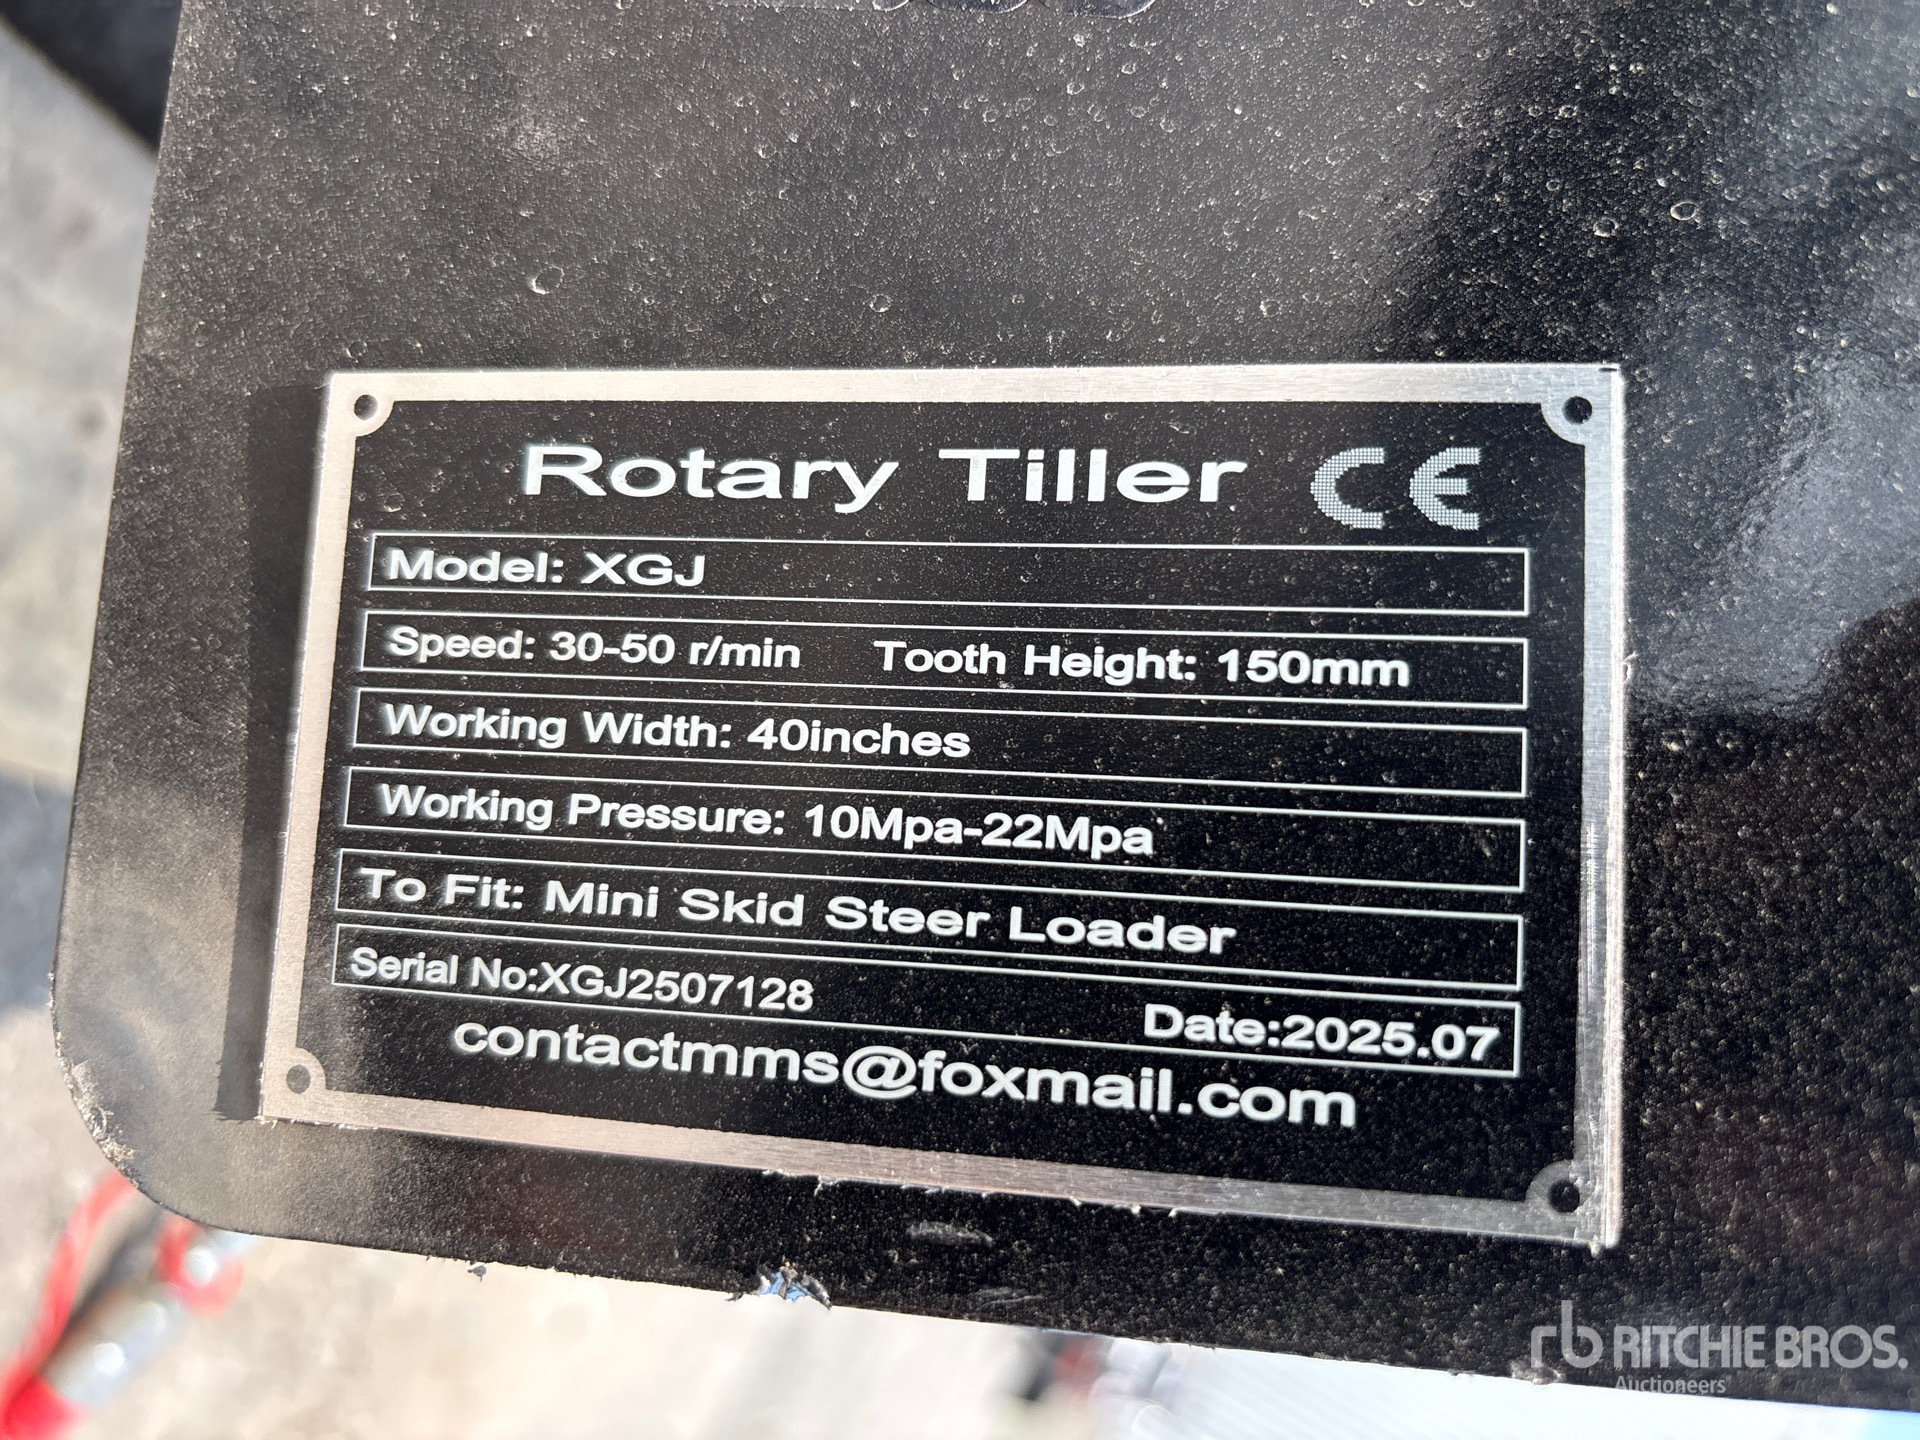 Rotary Tiller CE
Model: XGJ
Speed: 30-50 r/min Tooth Height: 150mm
Working Width: 40inches
Working Pressure: 10Mpa-22Mpa
To Fit: Mini Skid Steer Loader
Serial No:XGJ2507128 Date:2025.07
contactmms@foxmail.com
rb RITCHIE BROS.
Auctioneers